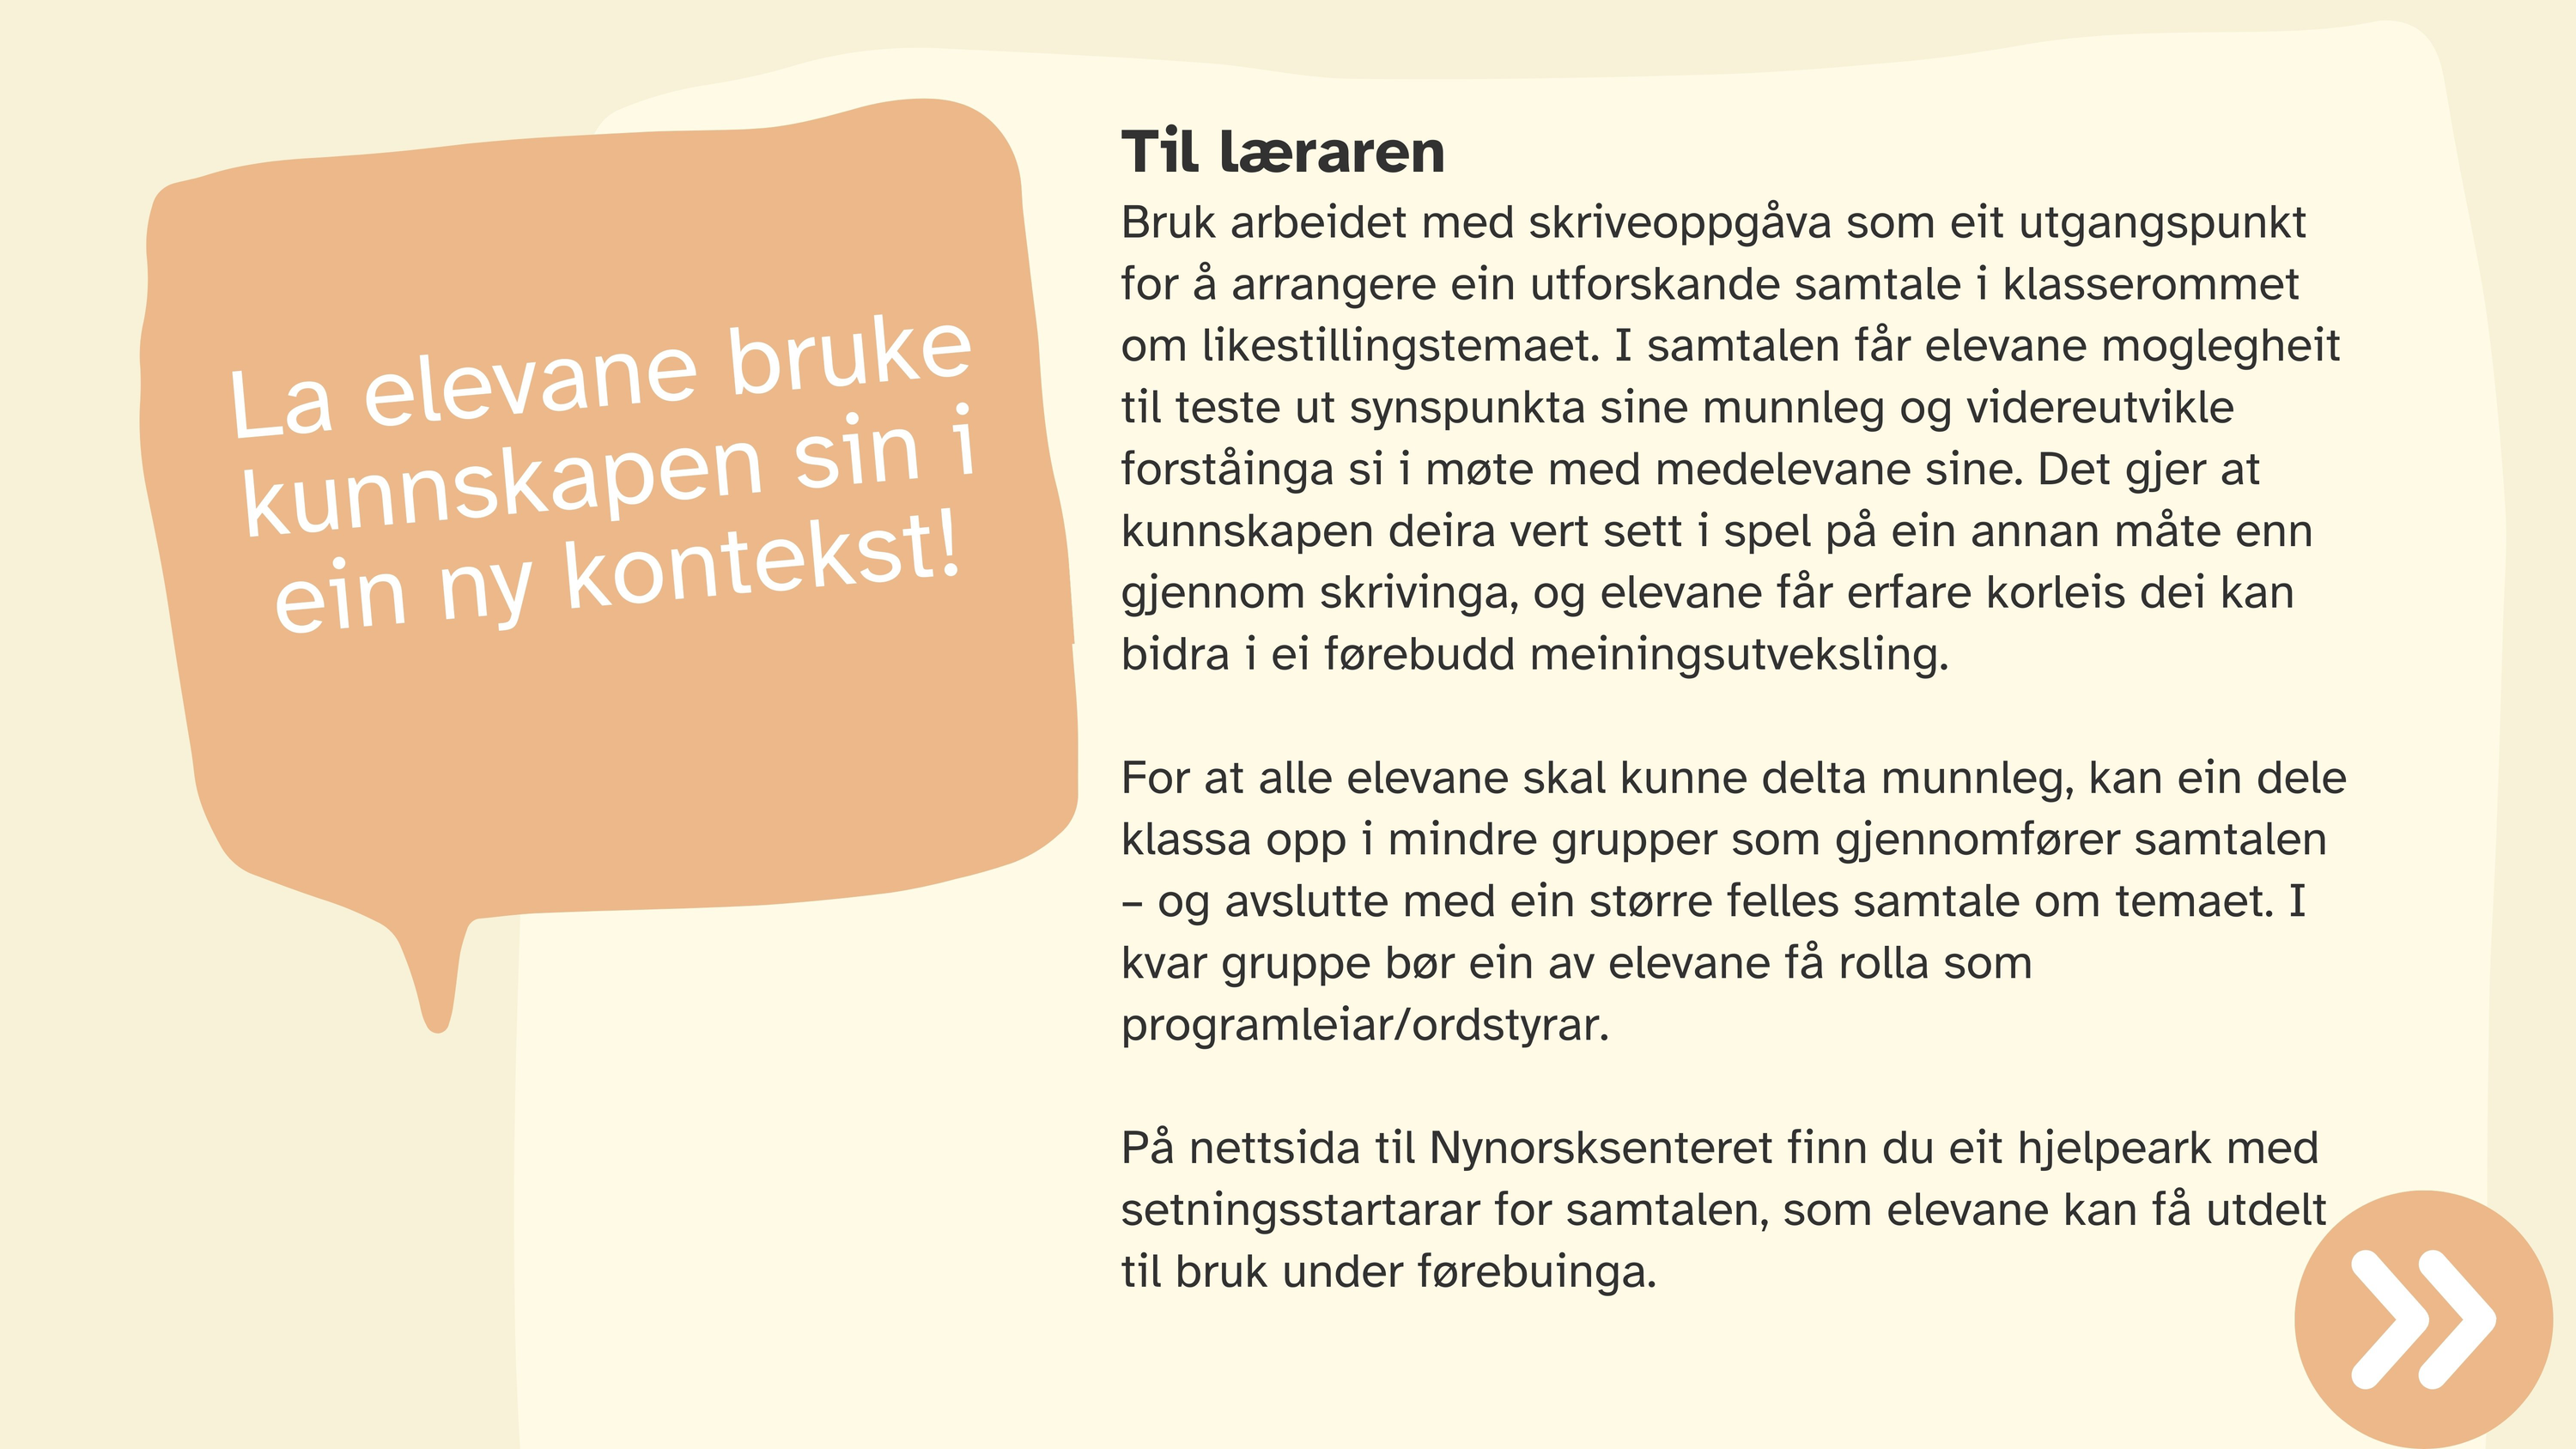 La elevane bruke
kunnskapen sin i
ein ny kontekst!
Til læraren
Bruk arbeidet med skriveoppgåva som eit utgangspunkt
for å arrangere ein utforskande samtale i klasserommet
om likestillingstemaet. I samtalen får elevane moglegheit
til teste ut synspunkta sine munnleg og videreutvikle
forståinga si i møte med medelevane sine. Det gjer at
kunnskapen deira vert sett i spel på ein annan måte enn
gjennom skrivinga, og elevane får erfare korleis dei kan
bidra i ei førebudd meiningsutveksling.
For at alle elevane skal kunne delta munnleg, kan ein dele
klassa opp i mindre grupper som gjennomfører samtalen
– og avslutte med ein større felles samtale om temaet. I
kvar gruppe bør ein av elevane få rolla som
programleiar/ordstyrar.
På nettsida til Nynorsksenteret finn du eit hjelpeark med
setningsstartarar for samtalen, som elevane kan få utdelt
til bruk under førebuinga.